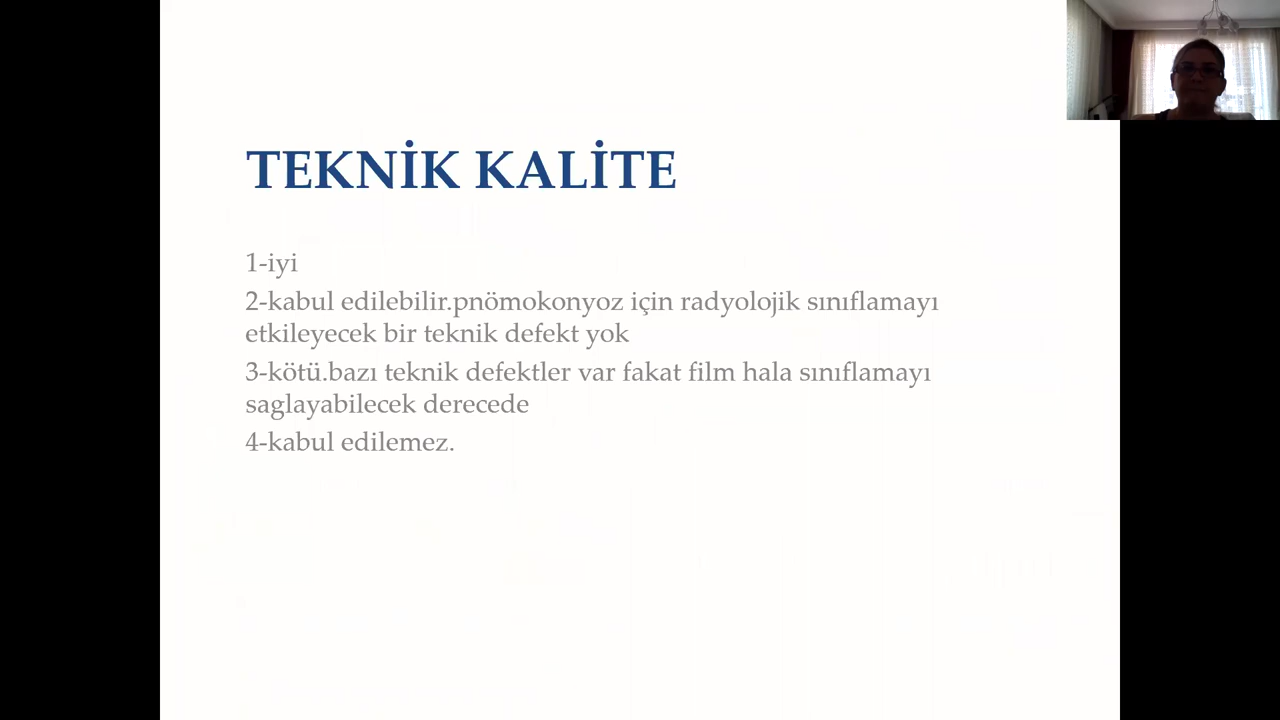 TEKNİK KALİTE
1-iyi
2-kabul edilebilir.pnömokonyoz için radyolojik sınıflamayı
etkileyecek bir teknik defekt yok
3-kötü.bazı teknik defektler var fakat film hala sınıflamayı
saglayabilecek derecede
4-kabul edilemez.